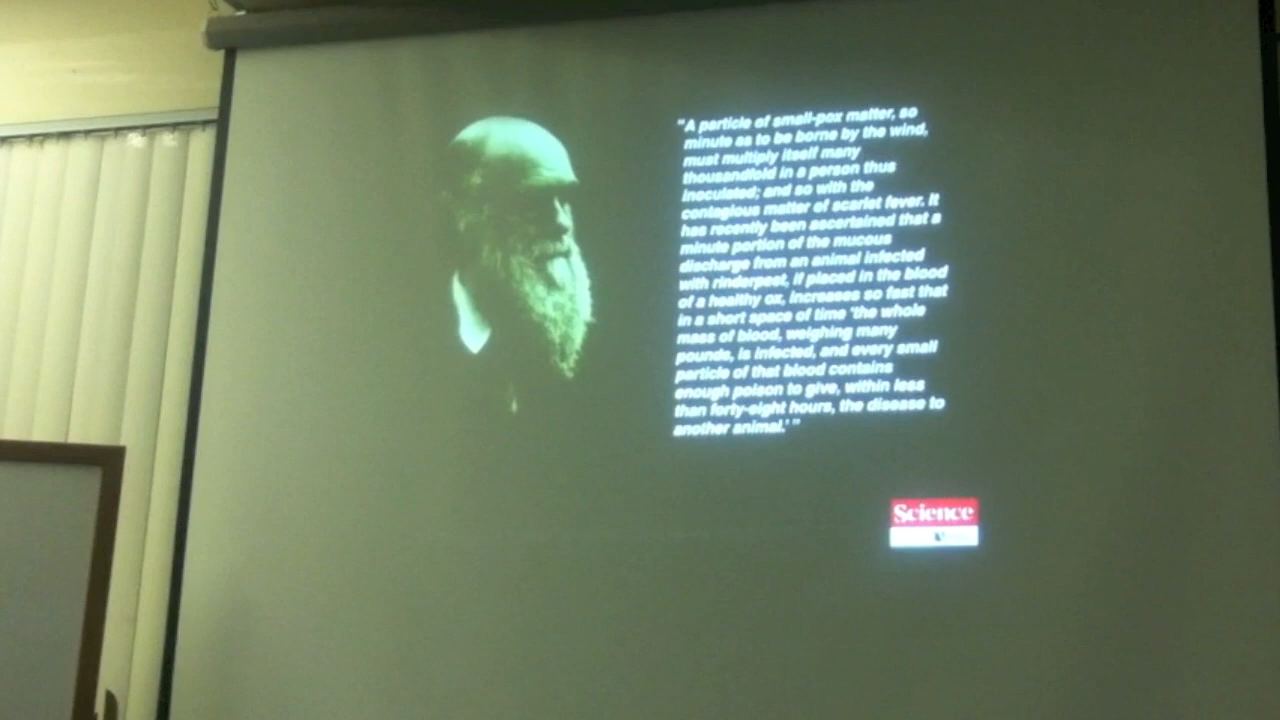 "A particle of small-pox matter, so
minute as to be borne by the wind,
must multiply itself many
thousandfold in a person thus
inoculated; and so with the
contagious matter of scarlet fever. It
has recently been ascertained that a
minute portion of the mucous
discharge from an animal infected
with rinderpest, if placed in the blood
of a healthy ox, increases so fast that
in a short space of time 'the whole
mass of blood, weighing many
pounds, is infected, and every small
particle of that blood contains
enough poison to give, within less
than forty-eight hours, the disease to
another animal.' "
Science